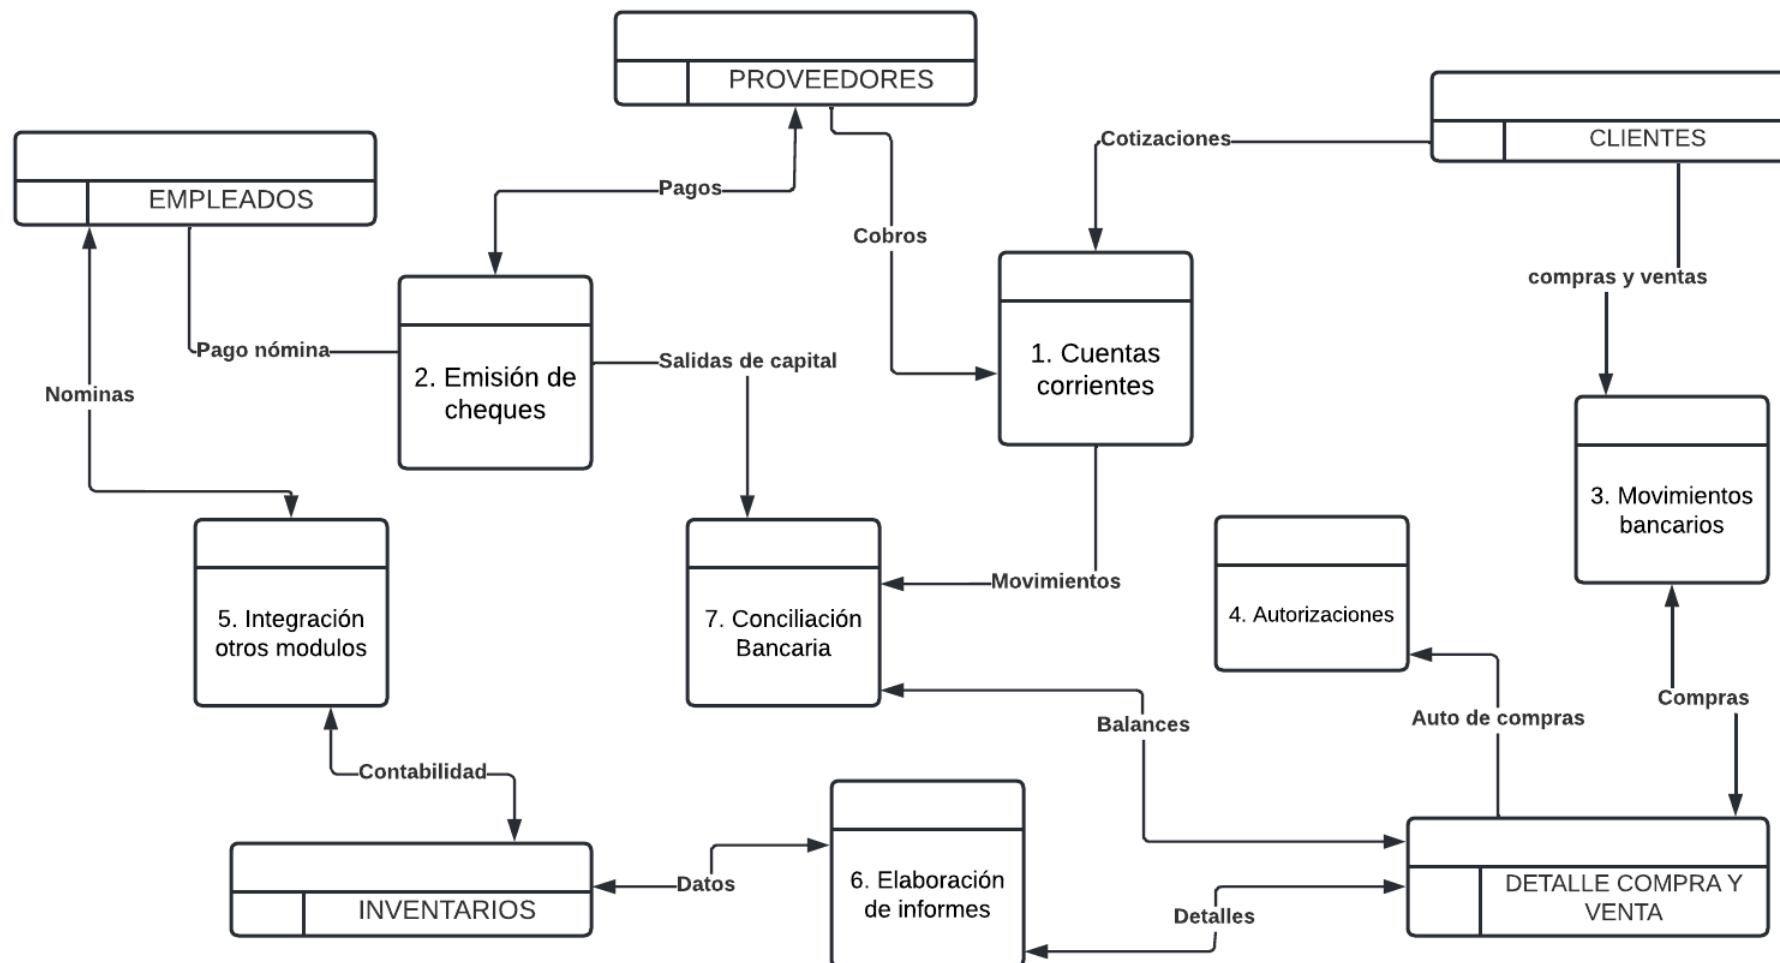 PROVEEDORES
CLIENTES
Cotizaciones
EMPLEADOS
Pagos
Cobros
compras y ventas
Pago nómina
Salidas de capital
1. Cuentas
corrientes
2. Emisión de
cheques
Nominas
3. Movimientos
bancarios
Movimientos
5. Integración
otros modulos
7. Conciliación
Bancaria
4. Autorizaciones
Compras
Auto de compras
Balances
Contabilidad
Datos
6. Elaboración
de informes
INVENTARIOS
Detalles
DETALLE COMPRA Y
VENTA